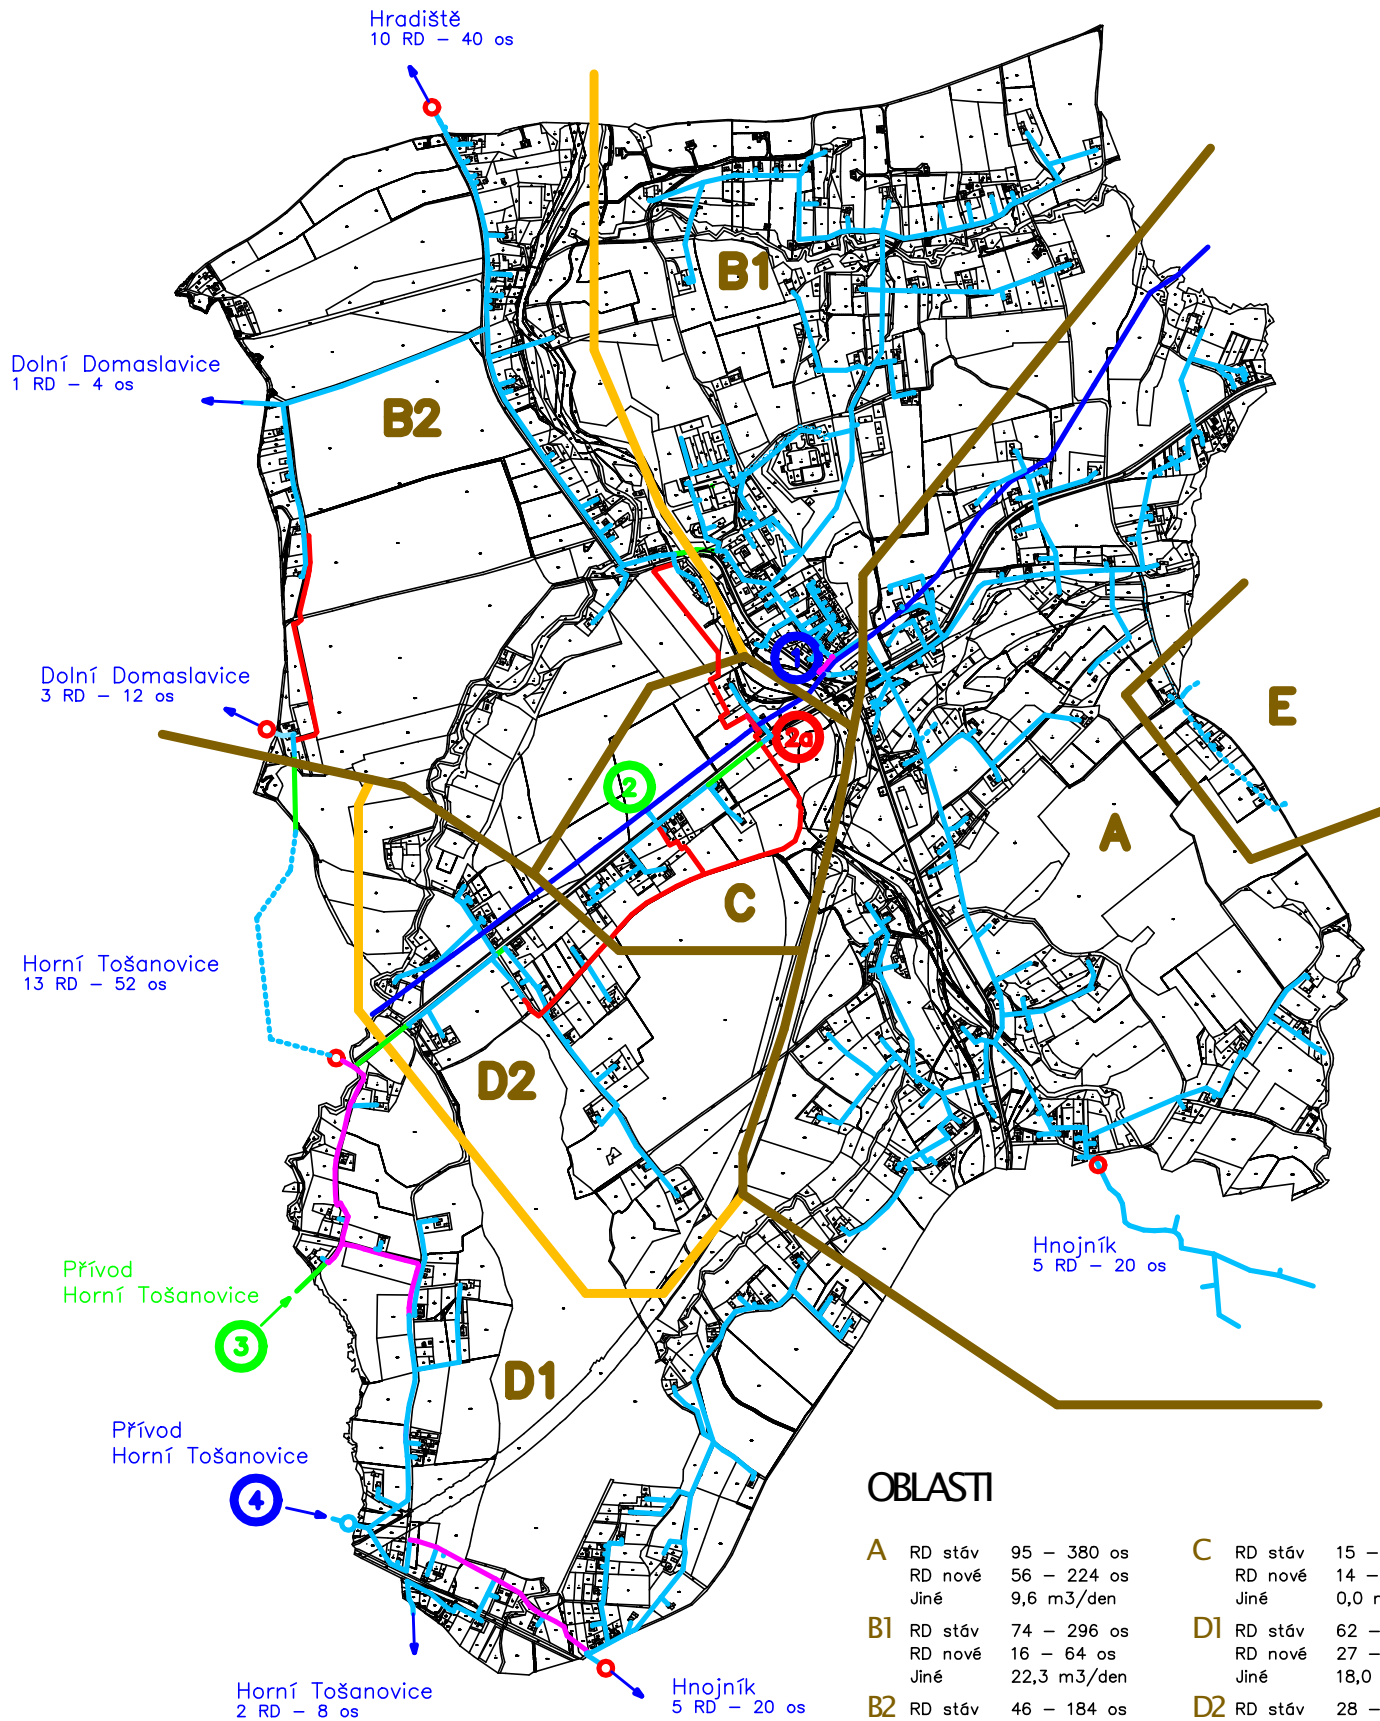 Hradiště
10 RD – 40 os
B1
Dolní Domaslavice
1 RD – 4 os
B2
1
Dolní Domaslavice
3 RD – 12 os
E
2a
2
A
C
Horní Tošanovice
13 RD – 52 os
D2
Hnojník
5 RD – 20 os
Přívod
Horní Tošanovice
3
D1
Přívod
Horní Tošanovice
4
OBLASTI
A RD stáv 95 – 380 os
RD nové 56 – 224 os
Jiné 9,6 m3/den
B1 RD stáv 74 – 296 os
RD nové 16 – 64 os
Jiné 22,3 m3/den
B2 RD stáv 46 – 184 os
C RD stáv 15 –
RD nové 14 –
Jiné 0,0
D1 RD stáv 62 –
RD nové 27 –
Jiné 18,0
D2 RD stáv 28 –
Horní Tošanovice
2 RD – 8 os
Hnojník
5 RD – 20 os